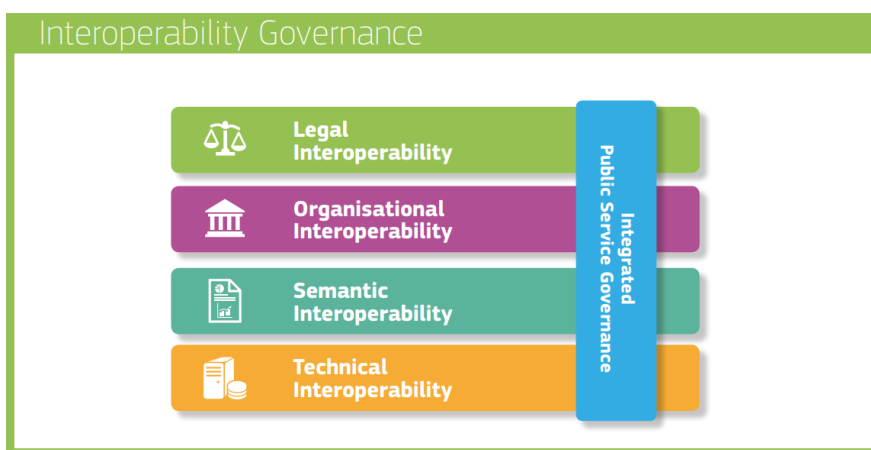 Interoperability Governance
Legal
Interoperability
Organisational
Interoperability
Semantic
Interoperability
Technical
Interoperability
Integrated
Public Service Governance